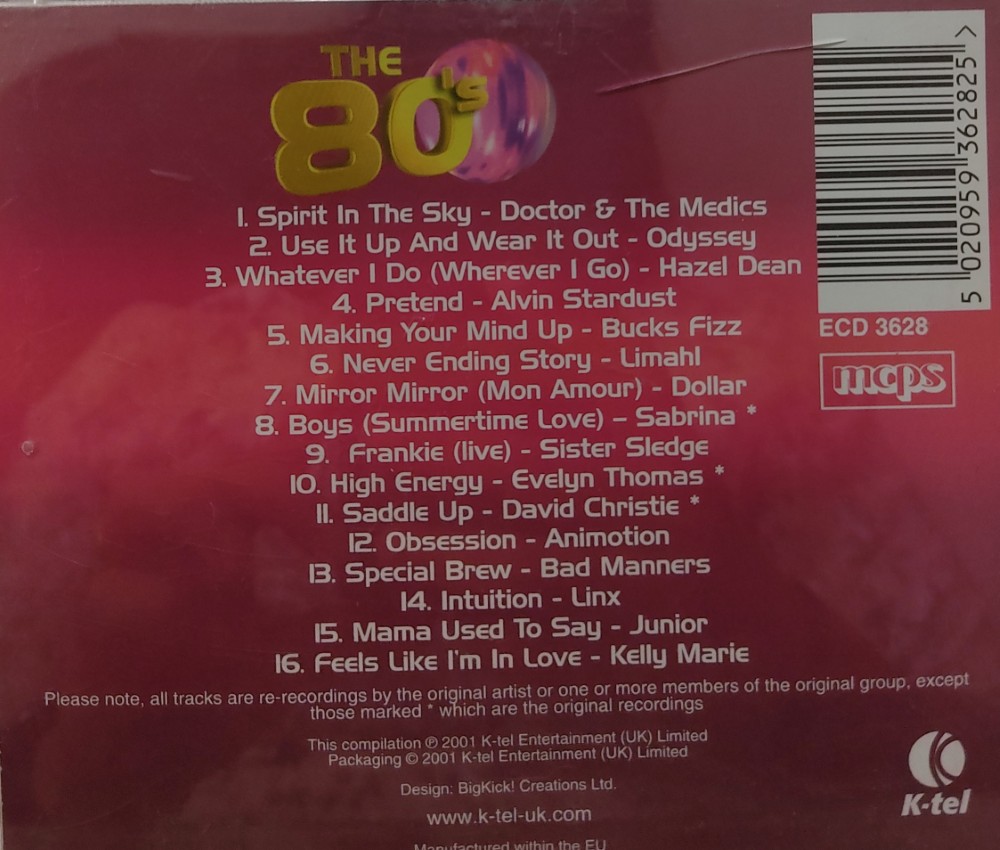 THE
80's
1. Spirit In The Sky - Doctor & The Medics
2. Use It Up And Wear It Out - Odyssey
3. Whatever I Do (Wherever I Go) - Hazel Dean
4. Pretend - Alvin Stardust
5. Making Your Mind Up - Bucks Fizz
6. Never Ending Story - Limahl
7. Mirror Mirror (Mon Amour) - Dollar
8. Boys (Summertime Love) – Sabrina *
9. Frankie (live) - Sister Sledge
10. High Energy - Evelyn Thomas *
11. Saddle Up - David Christie *
12. Obsession - Animotion
13. Special Brew - Bad Manners
14. Intuition - Linx
15. Mama Used To Say - Junior
16. Feels Like I'm In Love - Kelly Marie
Please note, all tracks are re-recordings by the original artist or one or more members of the original group, except
those marked * which are the original recordings
This compilation ℗ 2001 K-tel Entertainment (UK) Limited
Packaging © 2001 K-tel Entertainment (UK) Limited
Design: BigKick! Creations Ltd.
www.k-tel-uk.com
Manufactured within the EU
5 020959 362825 >
ECD 3628
mcps
K-tel